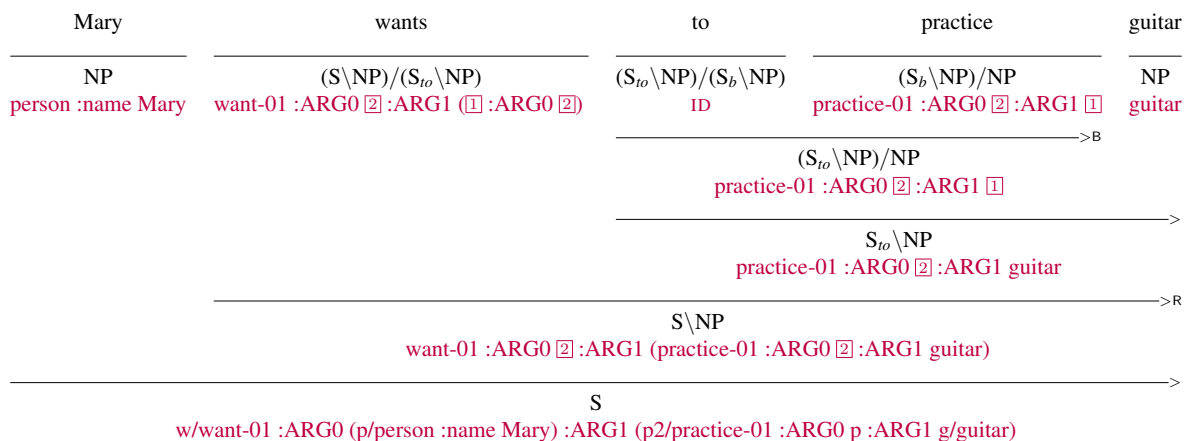 Mary wants to practice guitar
NP (S\NP)/(S_to\NP) (S_to\NP)/(S_b\NP) (S_b\NP)/NP NP
person :name Mary want-01 :ARG0 2 :ARG1 (1 :ARG0 2) ID practice-01 :ARG0 2 :ARG1 1 guitar
>B
(S_to\NP)/NP
practice-01 :ARG0 2 :ARG1 1
>
S_to\NP
practice-01 :ARG0 2 :ARG1 guitar
>R
S\NP
want-01 :ARG0 2 :ARG1 (practice-01 :ARG0 2 :ARG1 guitar)
>
S
w/want-01 :ARG0 (p/person :name Mary) :ARG1 (p2/practice-01 :ARG0 p :ARG1 g/guitar)